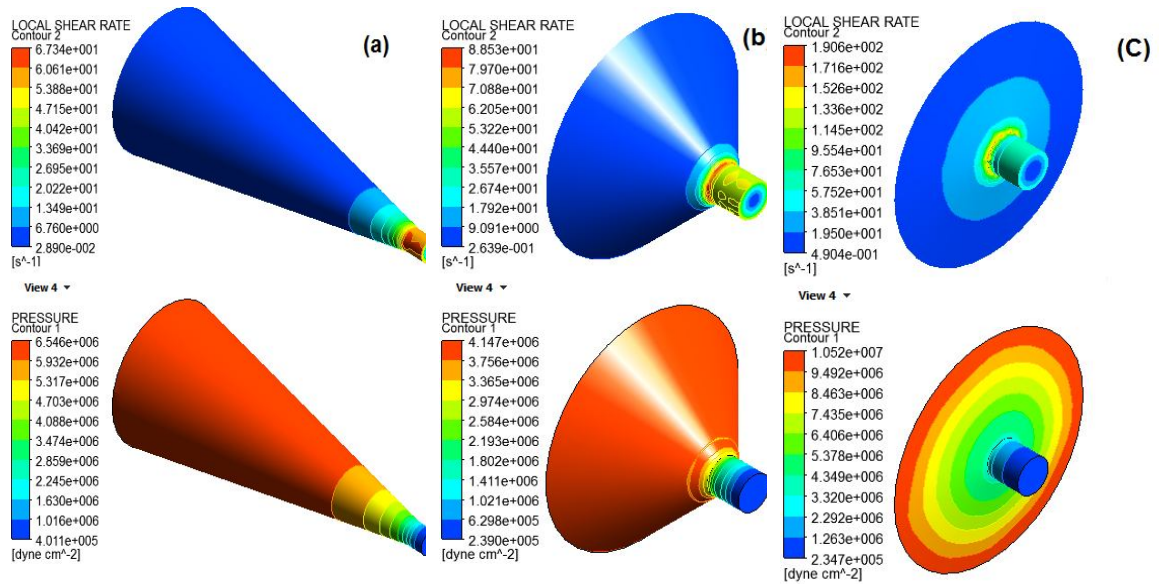 LOCAL SHEAR RATE
Contour 2
6.734e+001
6.061e+001
5.388e+001
4.715e+001
4.042e+001
3.369e+001
2.695e+001
2.022e+001
1.349e+001
6.760e+000
2.890e-002
[s^-1]
(a)
View 4
LOCAL SHEAR RATE
Contour 2
8.853e+001
7.970e+001
7.088e+001
6.205e+001
5.322e+001
4.440e+001
3.557e+001
2.674e+001
1.792e+001
9.091e+000
2.639e-001
[s^-1]
(b)
View 4
LOCAL SHEAR RATE
Contour 2
1.906e+002
1.716e+002
1.526e+002
1.335e+002
1.145e+002
9.554e+001
7.653e+001
5.752e+001
3.851e+001
1.950e+001
4.904e-001
[s^-1]
(C)
View 4
PRESSURE
Contour 1
6.546e+006
5.932e+006
5.317e+006
4.703e+006
4.088e+006
3.474e+006
2.859e+006
2.245e+006
1.630e+006
1.016e+006
4.011e+005
[dyne cm^-2]
PRESSURE
Contour 1
4.147e+006
3.756e+006
3.365e+006
2.974e+006
2.584e+006
2.193e+006
1.802e+006
1.411e+006
1.021e+006
6.298e+005
2.390e+005
[dyne cm^-2]
PRESSURE
Contour 1
1.052e+007
9.492e+006
8.463e+006
7.435e+006
6.406e+006
5.378e+006
4.349e+006
3.320e+006
2.292e+006
1.263e+006
2.347e+005
[dyne cm^-2]